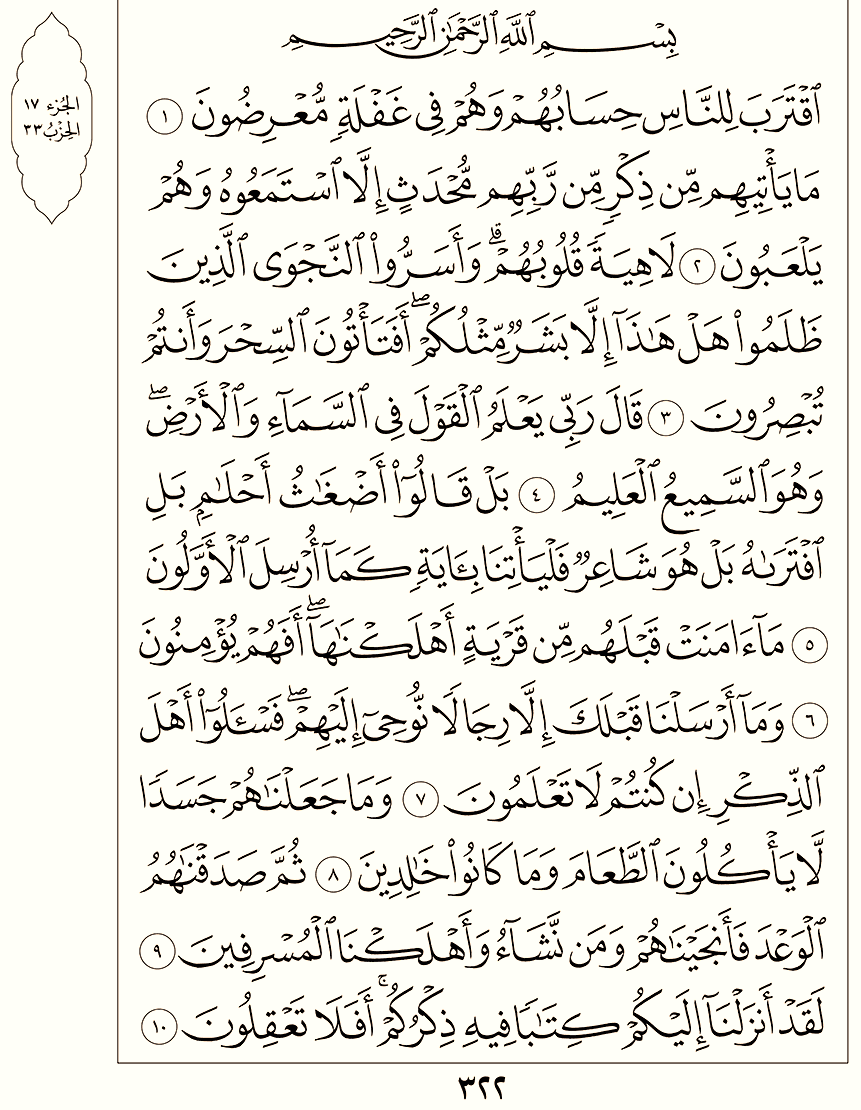 الجزء ١٧
الحزب ٣٣
بِسْمِ ٱللَّهِ ٱلرَّحْمَٰنِ ٱلرَّحِيمِ
ٱقْتَرَبَ لِلنَّاسِ حِسَابُهُمْ وَهُمْ فِى غَفْلَةٍ مُّعْرِضُونَ ١
مَا يَأْتِيهِم مِّن ذِكْرٍ مِّن رَّبِّهِم مُّحْدَثٍ إِلَّا ٱسْتَمَعُوهُ وَهُمْ
يَلْعَبُونَ ٢ لَاهِيَةً قُلُوبُهُمْ ۗ وَأَسَرُّوا۟ ٱلنَّجْوَى ٱلَّذِينَ
ظَلَمُوا۟ هَلْ هَٰذَآ إِلَّا بَشَرٌ مِّثْلُكُمْ ۖ أَفَتَأْتُونَ ٱلسِّحْرَ وَأَنتُمْ
تُبْصِرُونَ ٣ قَالَ رَبِّى يَعْلَمُ ٱلْقَوْلَ فِى ٱلسَّمَآءِ وَٱلْأَرْضِ ۖ
وَهُوَ ٱلسَّمِيعُ ٱلْعَلِيمُ ٤ بَلْ قَالُوٓا۟ أَضْغَٰثُ أَحْلَٰمٍۭ بَلِ
ٱفْتَرَىٰهُ بَلْ هُوَ شَاعِرٌ فَلْيَأْتِنَا بِـَٔايَةٍ كَمَآ أُرْسِلَ ٱلْأَوَّلُونَ
٥ مَآ ءَامَنَتْ قَبْلَهُم مِّن قَرْيَةٍ أَهْلَكْنَٰهَآ ۖ أَفَهُمْ يُؤْمِنُونَ
٦ وَمَآ أَرْسَلْنَا قَبْلَكَ إِلَّا رِجَالًا نُّوحِىٓ إِلَيْهِمْ ۖ فَسْـَٔلُوٓا۟ أَهْلَ
ٱلذِّكْرِ إِن كُنتُمْ لَا تَعْلَمُونَ ٧ وَمَا جَعَلْنَٰهُمْ جَسَدًا
لَّا يَأْكُلُونَ ٱلطَّعَامَ وَمَا كَانُوا۟ خَٰلِدِينَ ٨ ثُمَّ صَدَقْنَٰهُمُ
ٱلْوَعْدَ فَأَنجَيْنَٰهُمْ وَمَن نَّشَآءُ وَأَهْلَكْنَا ٱلْمُسْرِفِينَ ٩
لَقَدْ أَنزَلْنَآ إِلَيْكُمْ كِتَٰبًا فِيهِ ذِكْرُكُمْ ۚ أَفَلَا تَعْقِلُونَ ١٠
٣٢٢